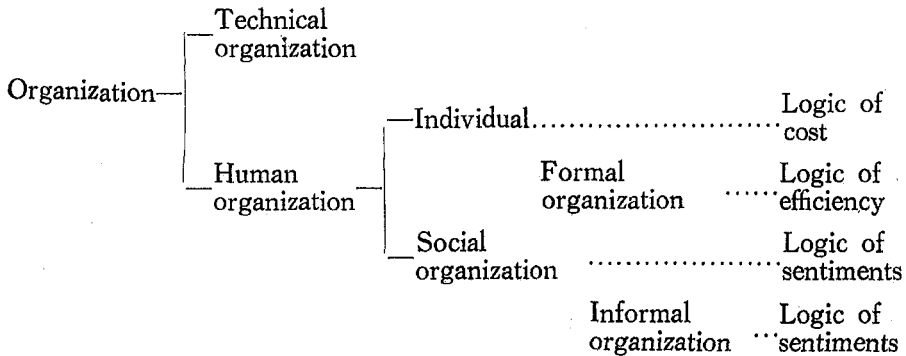 Technical
organization
Organization
Individual.............................Logic of
cost
Human
organization
Formal
organization
......Logic of
efficiency
Social
organization
......................Logic of
sentiments
Informal
organization
...Logic of
sentiments